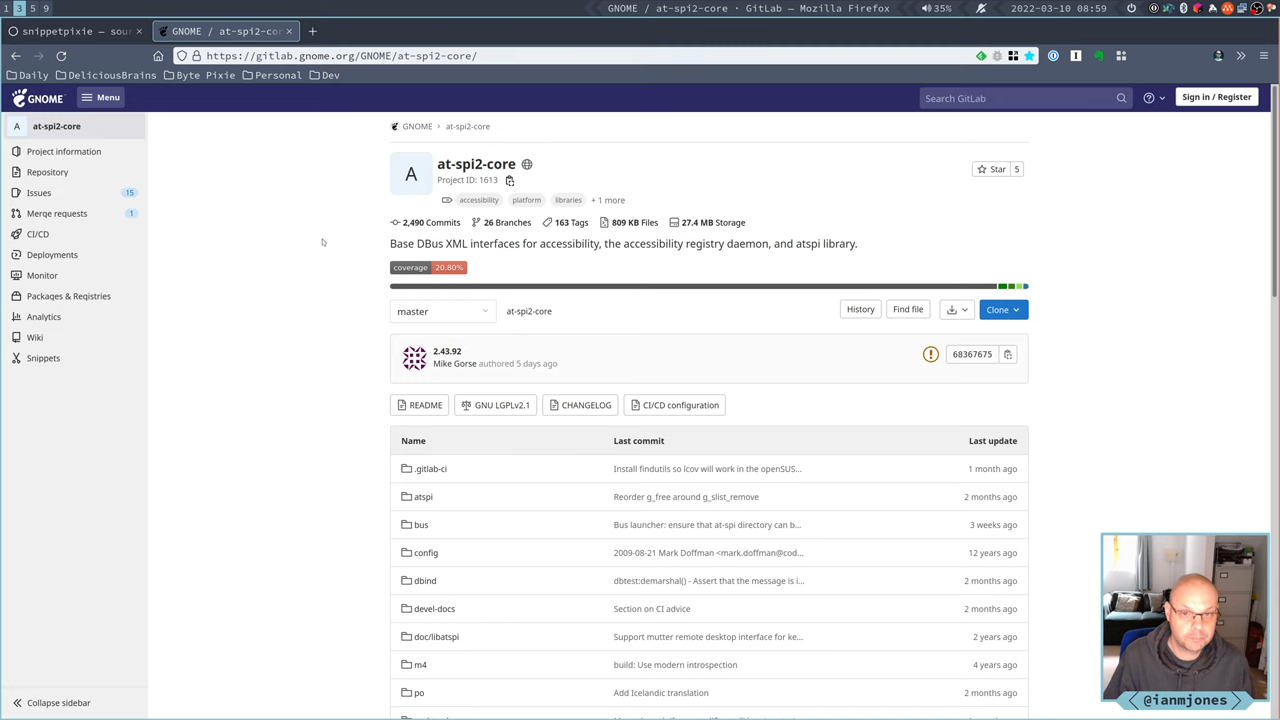 1 3 5 9
GNOME / at-spi2-core · GitLab — Mozilla Firefox
35%
2022-03-10 08:59
snippetpixie — sour
GNOME / at-spi2-cor
https://gitlab.gnome.org/GNOME/at-spi2-core/
Daily DeliciousBrains Byte Pixie Personal Dev
GNOME Menu
Search GitLab
Sign in / Register
A at-spi2-core
Project information
Repository
Issues 15
Merge requests 1
CI/CD
Deployments
Monitor
Packages & Registries
Analytics
Wiki
Snippets
Collapse sidebar
GNOME > at-spi2-core
A
at-spi2-core
Project ID: 1613
Star 5
accessibility platform libraries + 1 more
2,490 Commits 26 Branches 163 Tags 809 KB Files 27.4 MB Storage
Base DBus XML interfaces for accessibility, the accessibility registry daemon, and atspi library.
coverage 20.80%
master
at-spi2-core
History Find file Clone
2.43.92
Mike Gorse authored 5 days ago
68367675
README GNU LGPLv2.1 CHANGELOG CI/CD configuration
Name Last commit Last update
.gitlab-ci Install findutils so lcov will work in the openSUS... 1 month ago
atspi Reorder g_free around g_slist_remove 2 months ago
bus Bus launcher: ensure that at-spi directory can b... 3 weeks ago
config 2009-08-21 Mark Doffman <mark.doffman@cod... 12 years ago
dbind dbtest:demarshal() - Assert that the message is i... 2 months ago
devel-docs Section on CI advice 2 months ago
doc/libatspi Support mutter remote desktop interface for ke... 2 years ago
m4 build: Use modern introspection 4 years ago
po Add Icelandic translation 2 months ago
@ianmjones